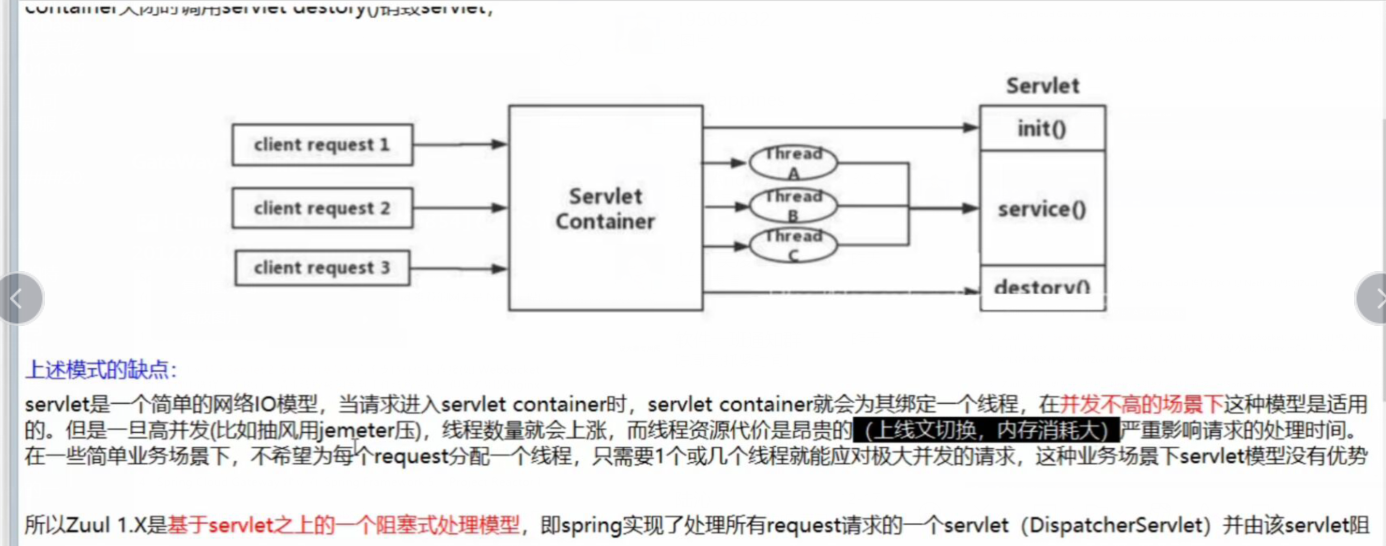 container关闭时调用servlet destory()销毁servlet;
Servlet
init()
client request 1
Thread A
Servlet Container
client request 2
Thread B
service()
Thread C
client request 3
destory()
上述模式的缺点：
servlet是一个简单的网络IO模型，当请求进入servlet container时，servlet container就会为其绑定一个线程，在并发不高的场景下这种模型是适用
的。但是一旦高并发(比如抽风用jemeter压)，线程数量就会上涨，而线程资源代价是昂贵的（上线文切换，内存消耗大）严重影响请求的处理时间。
在一些简单业务场景下，不希望为每个request分配一个线程，只需要1个或几个线程就能应对极大并发的请求，这种业务场景下servlet模型没有优势
所以Zuul 1.X是基于servlet之上的一个阻塞式处理模型，即spring实现了处理所有request请求的一个servlet（DispatcherServlet）并由该servlet阻